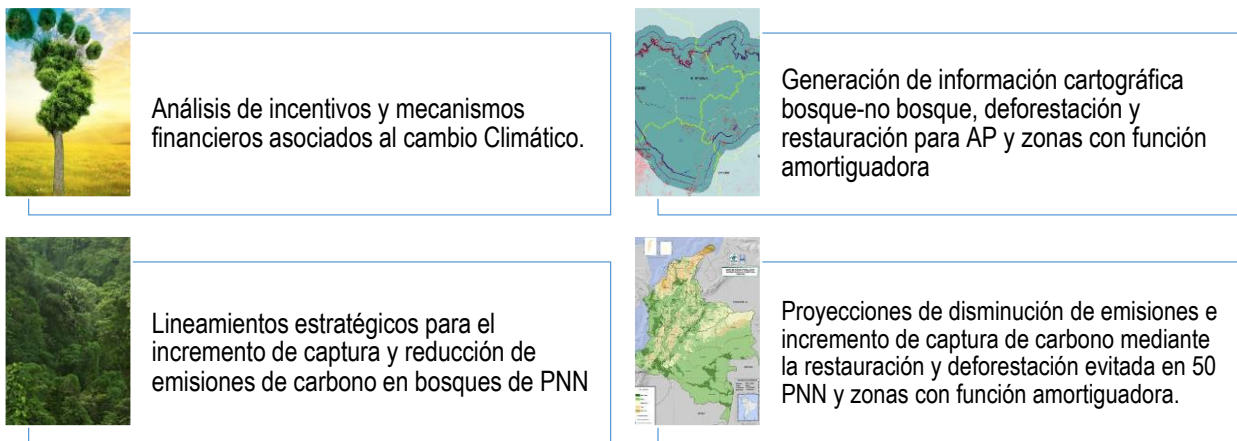 Análisis de incentivos y mecanismos
financieros asociados al cambio Climático.
Generación de información cartográfica
bosque-no bosque, deforestación y
restauración para AP y zonas con función
amortiguadora
Lineamientos estratégicos para el
incremento de captura y reducción de
emisiones de carbono en bosques de PNN
Proyecciones de disminución de emisiones e
incremento de captura de carbono mediante
la restauración y deforestación evitada en 50
PNN y zonas con función amortiguadora.